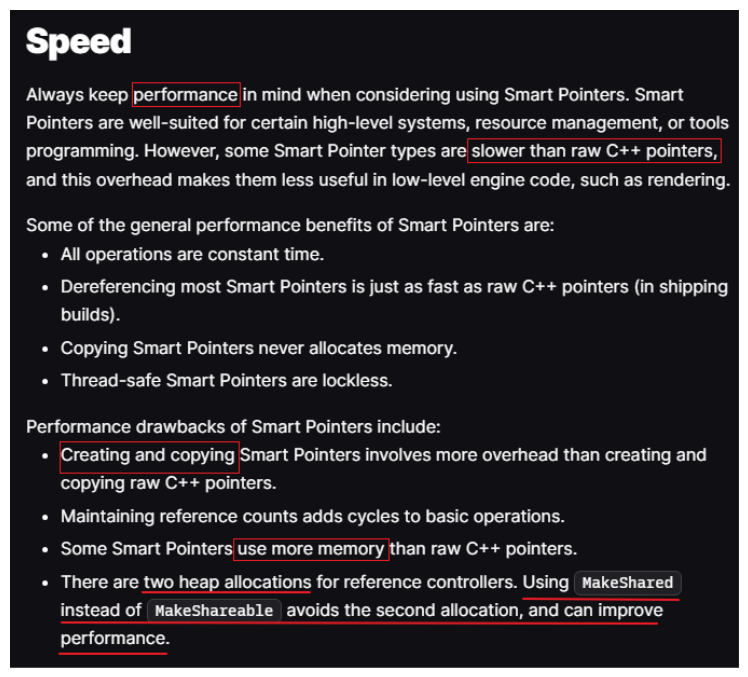 Speed
Always keep performance in mind when considering using Smart Pointers. Smart
Pointers are well-suited for certain high-level systems, resource management, or tools
programming. However, some Smart Pointer types are slower than raw C++ pointers,
and this overhead makes them less useful in low-level engine code, such as rendering.
Some of the general performance benefits of Smart Pointers are:
• All operations are constant time.
• Dereferencing most Smart Pointers is just as fast as raw C++ pointers (in shipping
builds).
• Copying Smart Pointers never allocates memory.
• Thread-safe Smart Pointers are lockless.
Performance drawbacks of Smart Pointers include:
• Creating and copying Smart Pointers involves more overhead than creating and
copying raw C++ pointers.
• Maintaining reference counts adds cycles to basic operations.
• Some Smart Pointers use more memory than raw C++ pointers.
• There are two heap allocations for reference controllers. Using MakeShared
instead of MakeShareable avoids the second allocation, and can improve
performance.